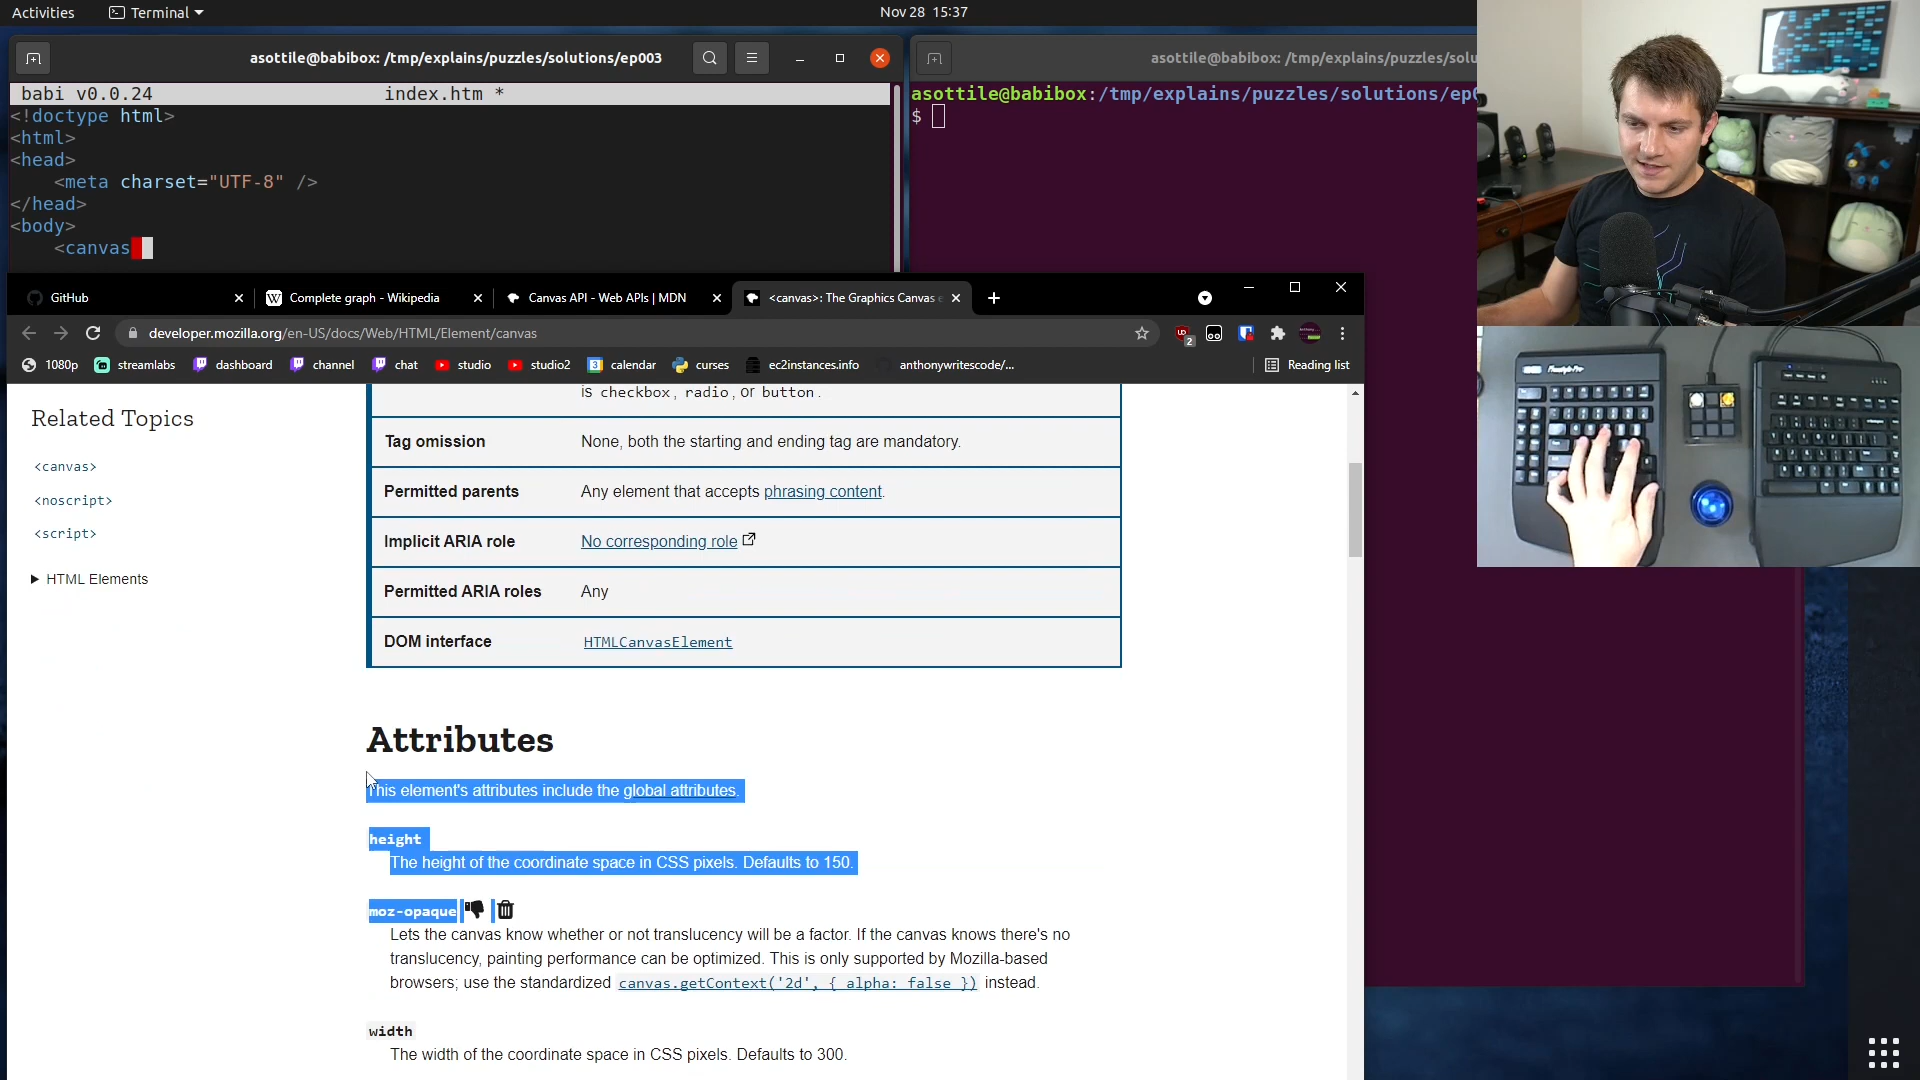 Activities
Terminal
Nov 28 15:37
asottile@babibox: /tmp/explains/puzzles/solutions/ep003
babi v0.0.24 index.htm *
<!doctype html>
<html>
<head>
<meta charset="UTF-8" />
</head>
<body>
<canvas
asottile@babibox: /tmp/explains/puzzles/solu
asottile@babibox:/tmp/explains/puzzles/solutions/ep0
$
GitHub
Complete graph - Wikipedia
Canvas API - Web APIs | MDN
<canvas>: The Graphics Canvas e
developer.mozilla.org/en-US/docs/Web/HTML/Element/canvas
2
1080p
streamlabs
dashboard
channel
chat
studio
studio2
calendar
curses
ec2instances.info
anthonywritescode/...
Reading list
Related Topics
<canvas>
<noscript>
<script>
HTML Elements
is checkbox, radio, or button.
Tag omission None, both the starting and ending tag are mandatory.
Permitted parents Any element that accepts phrasing content.
Implicit ARIA role No corresponding role
Permitted ARIA roles Any
DOM interface HTMLCanvasElement
Attributes
This element's attributes include the global attributes.
height
The height of the coordinate space in CSS pixels. Defaults to 150.
moz-opaque
Lets the canvas know whether or not translucency will be a factor. If the canvas knows there's no
translucency, painting performance can be optimized. This is only supported by Mozilla-based
browsers; use the standardized canvas.getContext('2d', { alpha: false }) instead.
width
The width of the coordinate space in CSS pixels. Defaults to 300.